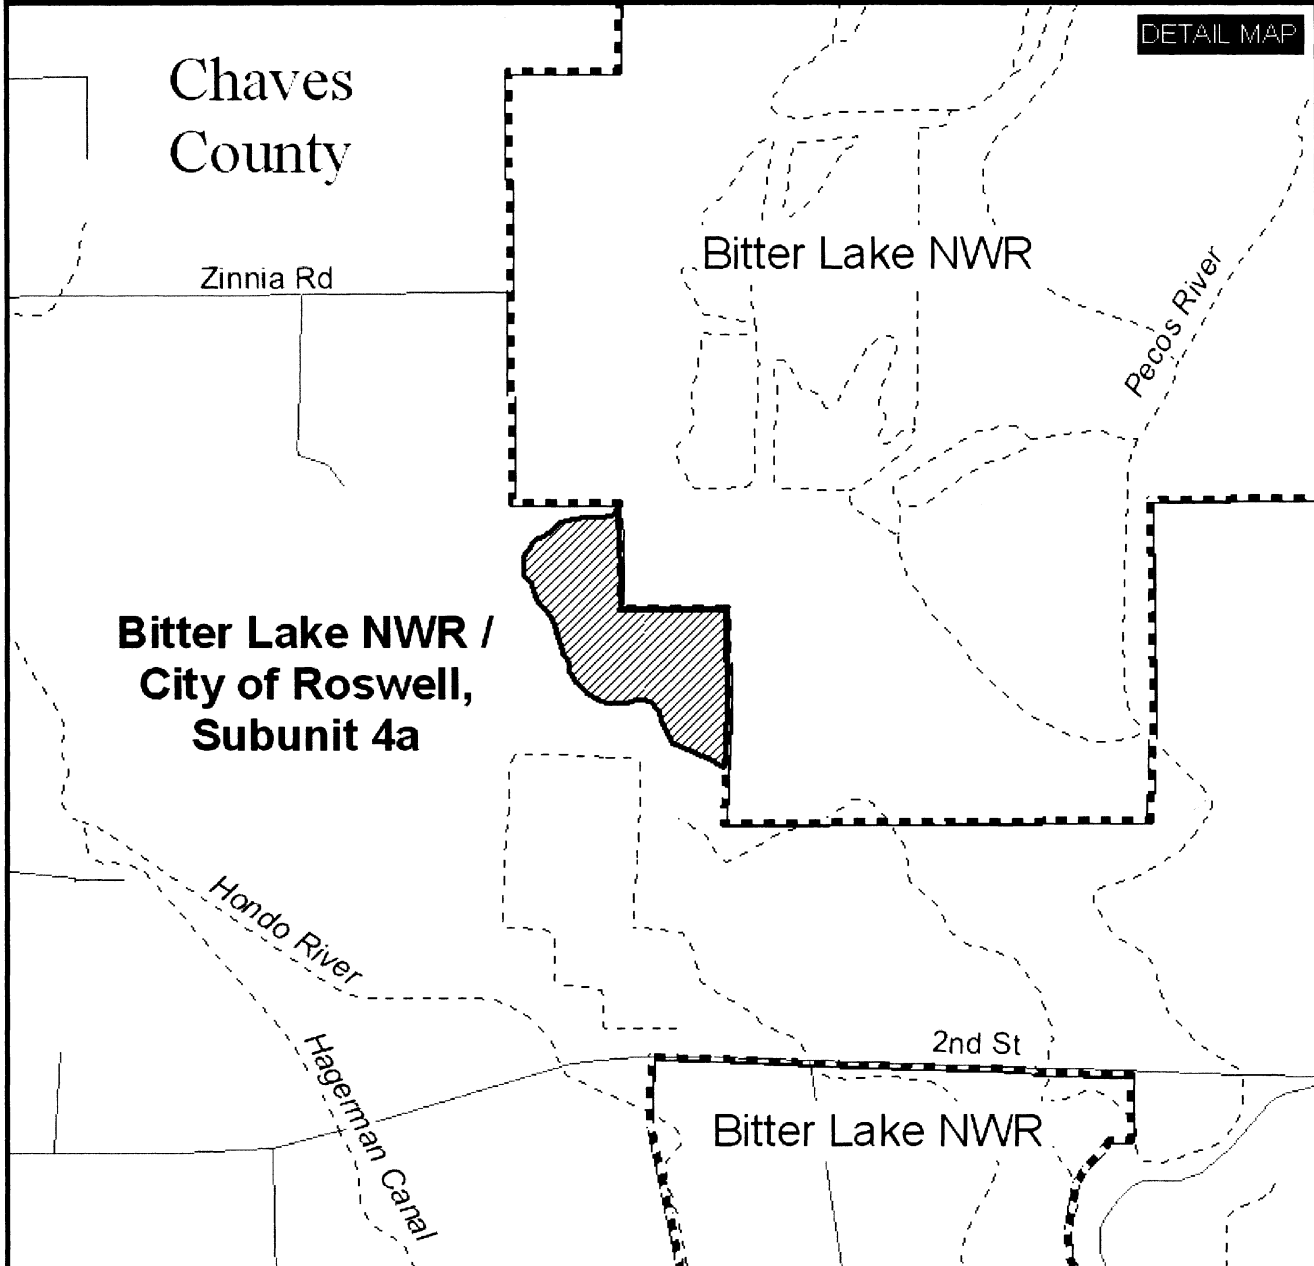 DETAIL MAP
Chaves
County
Bitter Lake NWR
Zinnia Rd
Pecos River
Bitter Lake NWR /
City of Roswell,
Subunit 4a
Hondo River
Hagerman Canal
2nd St
Bitter Lake NWR